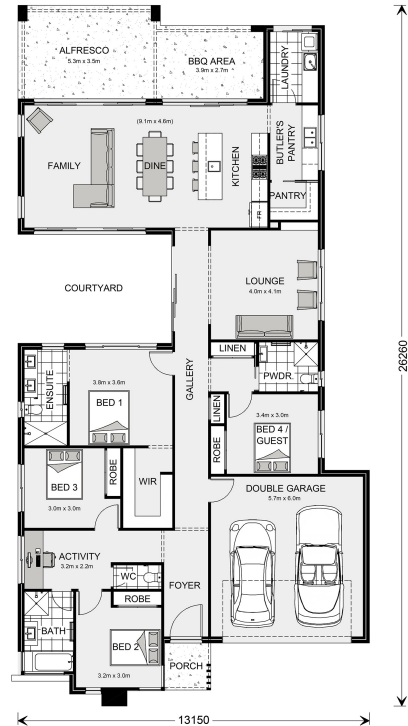 ALFRESCO
5.3m x 3.5m
BBQ AREA
3.9m x 2.7m
LAUNDRY
(9.1m x 4.6m)
FAMILY
DINE
KITCHEN
BUTLER'S
PANTRY
PANTRY
FR
COURTYARD
LOUNGE
4.0m x 4.1m
GALLERY
LINEN
PWDR.
ENSUITE
3.8m x 3.6m
BED 1
LINEN
3.4m x 3.0m
BED 4 /
GUEST
ROBE
BED 3
3.0m x 3.0m
ROBE
WIR
DOUBLE GARAGE
5.7m x 6.0m
ACTIVITY
3.2m x 2.2m
WC
FOYER
ROBE
BATH
BED 2
3.2m x 3.0m
PORCH
26260
13150